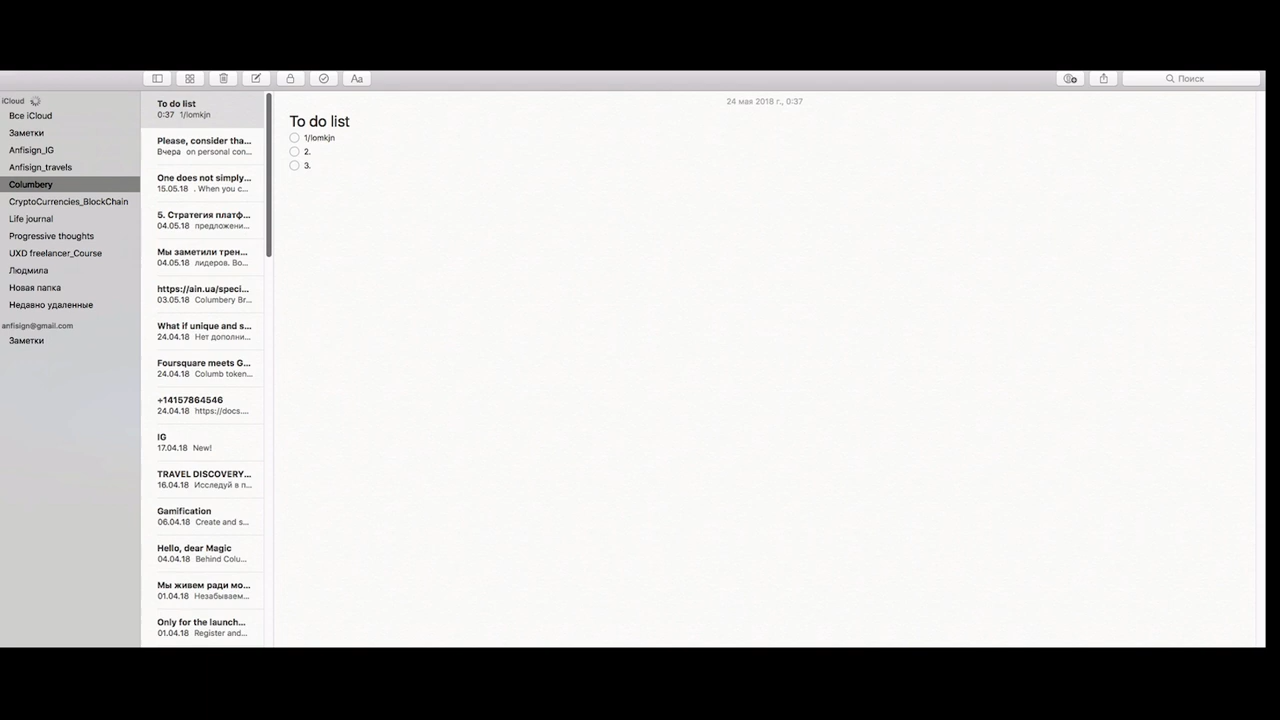 Aa
Поиск
iCloud
Все iCloud
Заметки
Anfisign_IG
Anfisign_travels
Columbery
CryptoCurrencies_BlockChain
Life journal
Progressive thoughts
UXD freelancer_Course
Людмила
Новая папка
Недавно удаленные
anfisign@gmail.com
Заметки
To do list
0:37 1/lomkjn
Please, consider tha...
Вчера on personal con...
One does not simply...
15.05.18 . When you c...
5. Стратегия платф...
04.05.18 предложени...
Мы заметили трен...
04.05.18 лидеров. Во...
https://ain.ua/speci...
03.05.18 Columbery Br...
What if unique and s...
24.04.18 Нет дополни...
Foursquare meets G...
24.04.18 Columb token...
+14157864546
24.04.18 https://docs....
IG
17.04.18 New!
TRAVEL DISCOVERY...
16.04.18 Исследуй в п...
Gamification
06.04.18 Create and s...
Hello, dear Magic
04.04.18 Behind Colu...
Мы живем ради мо...
01.04.18 Незабываем...
Only for the launch...
01.04.18 Register and...
24 мая 2018 г., 0:37
To do list
1/lomkjn
2.
3.